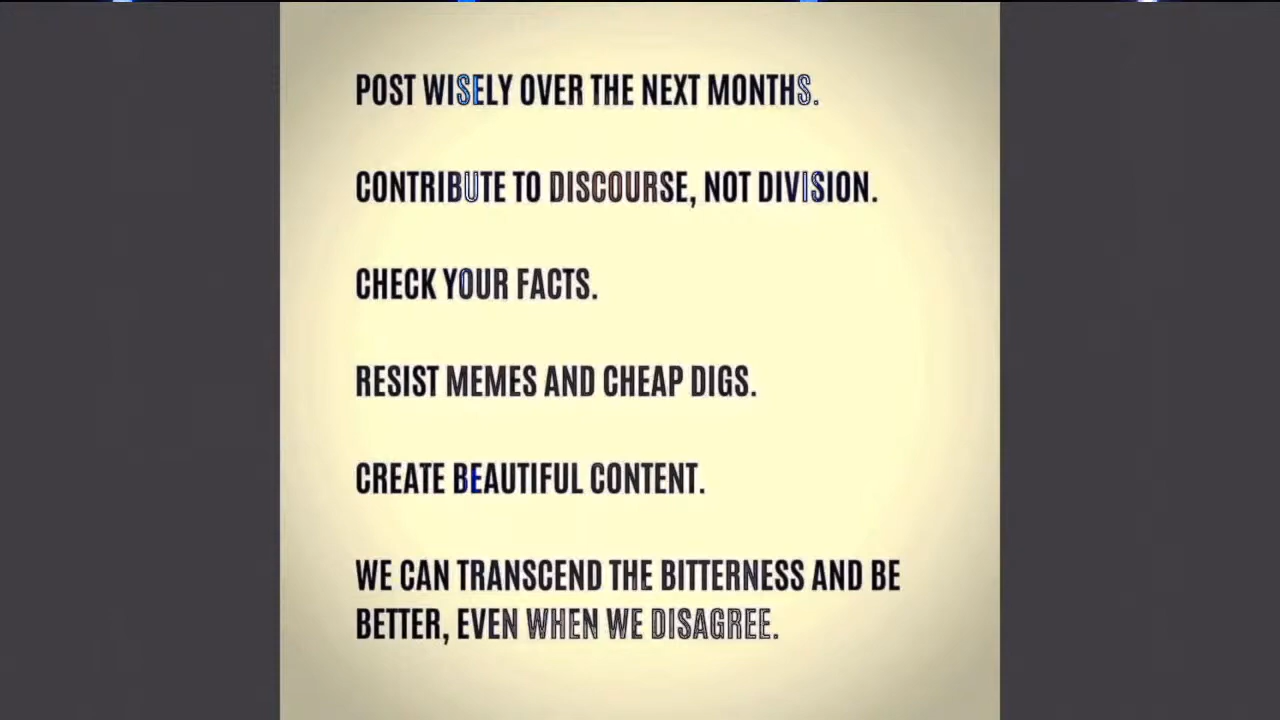 POST WISELY OVER THE NEXT MONTHS.
CONTRIBUTE TO DISCOURSE, NOT DIVISION.
CHECK YOUR FACTS.
RESIST MEMES AND CHEAP DIGS.
CREATE BEAUTIFUL CONTENT.
WE CAN TRANSCEND THE BITTERNESS AND BE
BETTER, EVEN WHEN WE DISAGREE.